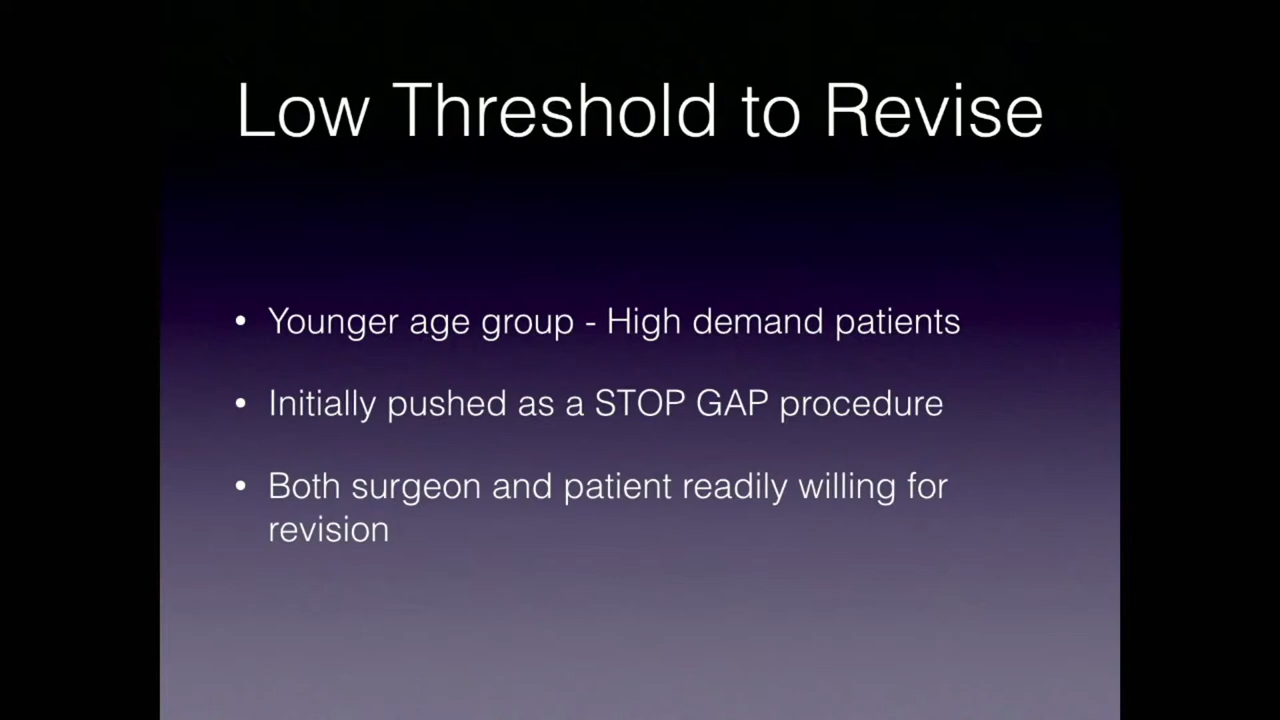 Low Threshold to Revise
• Younger age group - High demand patients
• Initially pushed as a STOP GAP procedure
• Both surgeon and patient readily willing for
revision